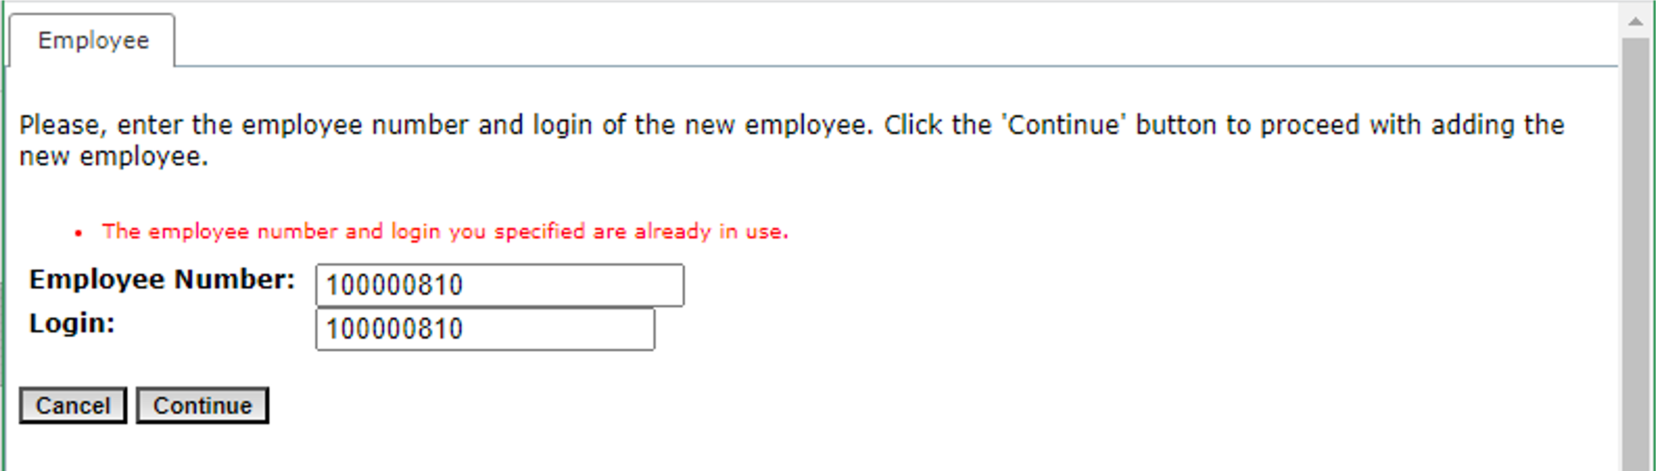 Employee
Please, enter the employee number and login of the new employee. Click the 'Continue' button to proceed with adding the
new employee.
• The employee number and login you specified are already in use.
Employee Number: 100000810
Login: 100000810
Cancel Continue